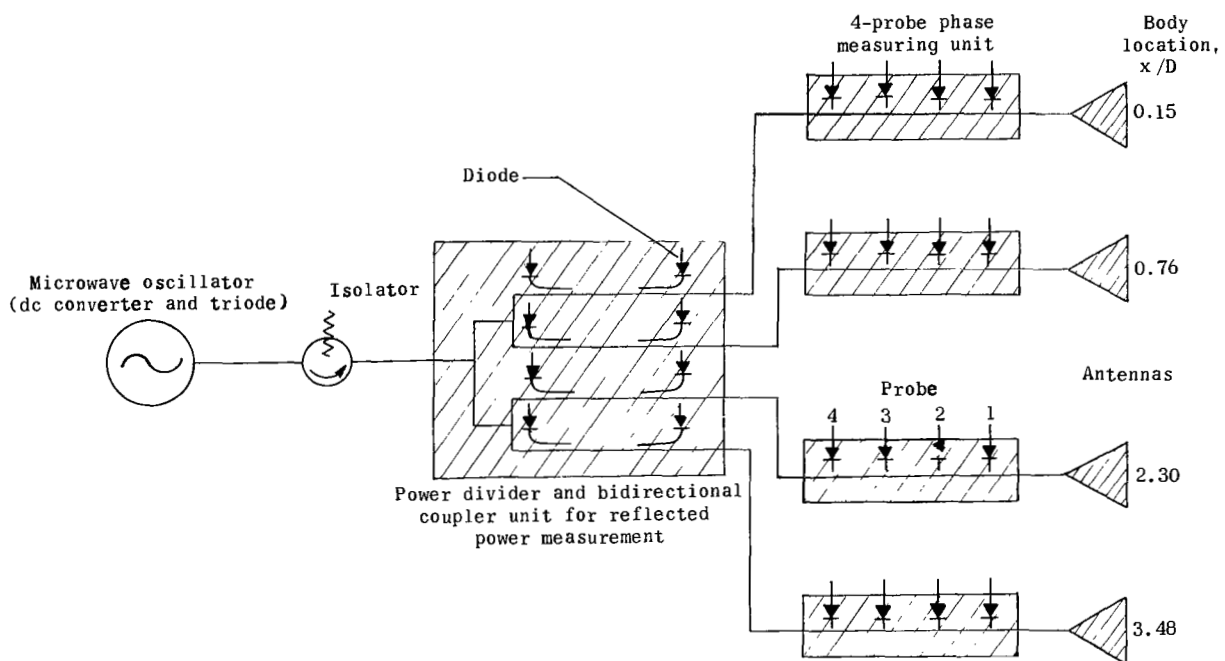 4-probe phase
measuring unit
Body
location,
x/D
0.15
Diode
0.76
Microwave oscillator
(dc converter and triode)
Isolator
Antennas
Probe
4 3 2 1
2.30
Power divider and bidirectional
coupler unit for reflected
power measurement
3.48